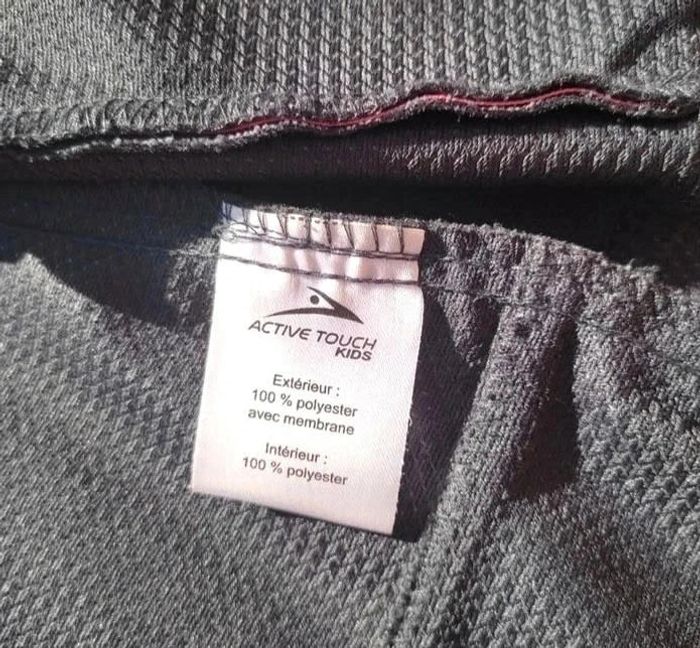 ACTIVE TOUCH
KIDS
Extérieur :
100 % polyester
avec membrane
Intérieur :
100 % polyester